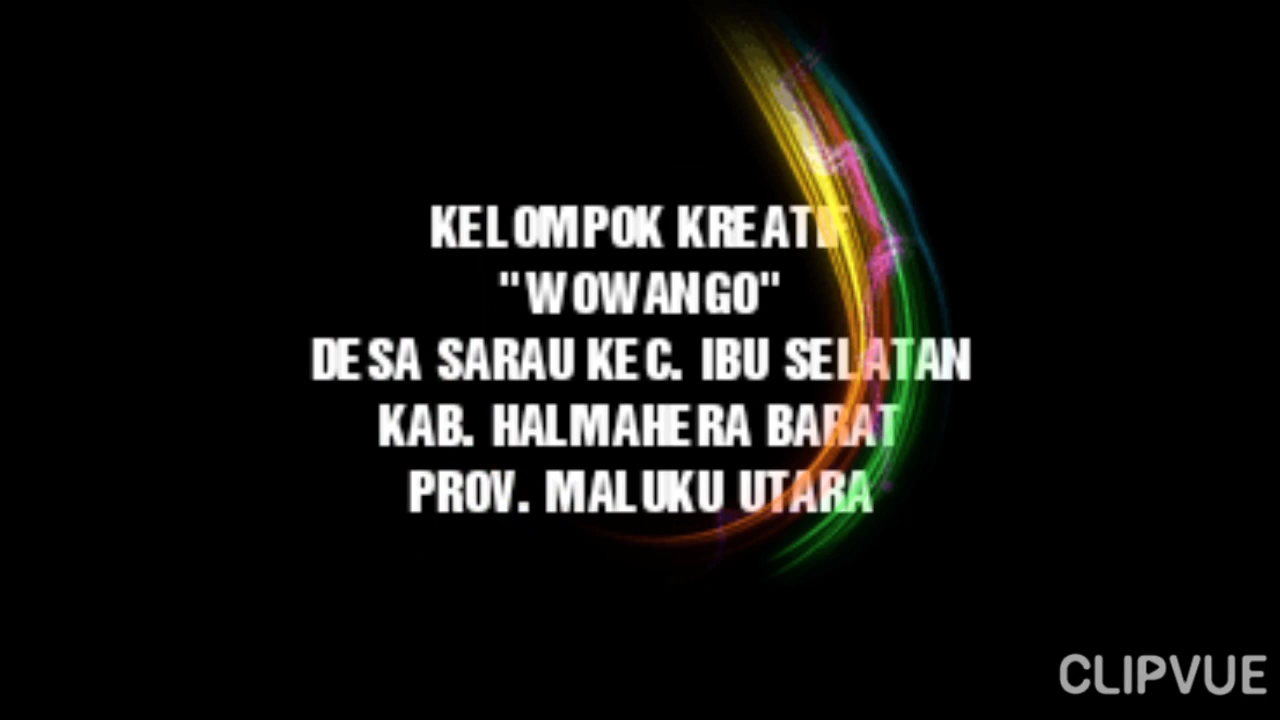 KELOMPOK KREATIF
"WOWANGO"
DESA SARAU KEC. IBU SELATAN
KAB. HALMAHERA BARAT
PROV. MALUKU UTARA
CLIPVUE